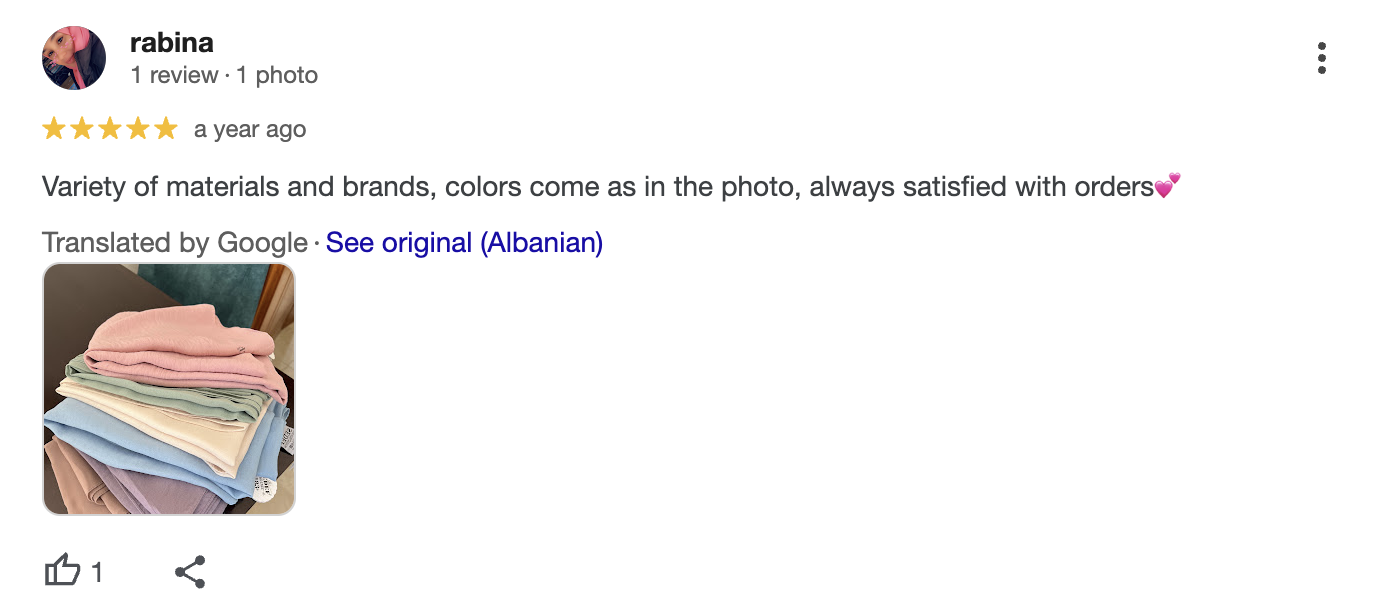 rabina
1 review · 1 photo
a year ago
Variety of materials and brands, colors come as in the photo, always satisfied with orders💕
Translated by Google · See original (Albanian)
1